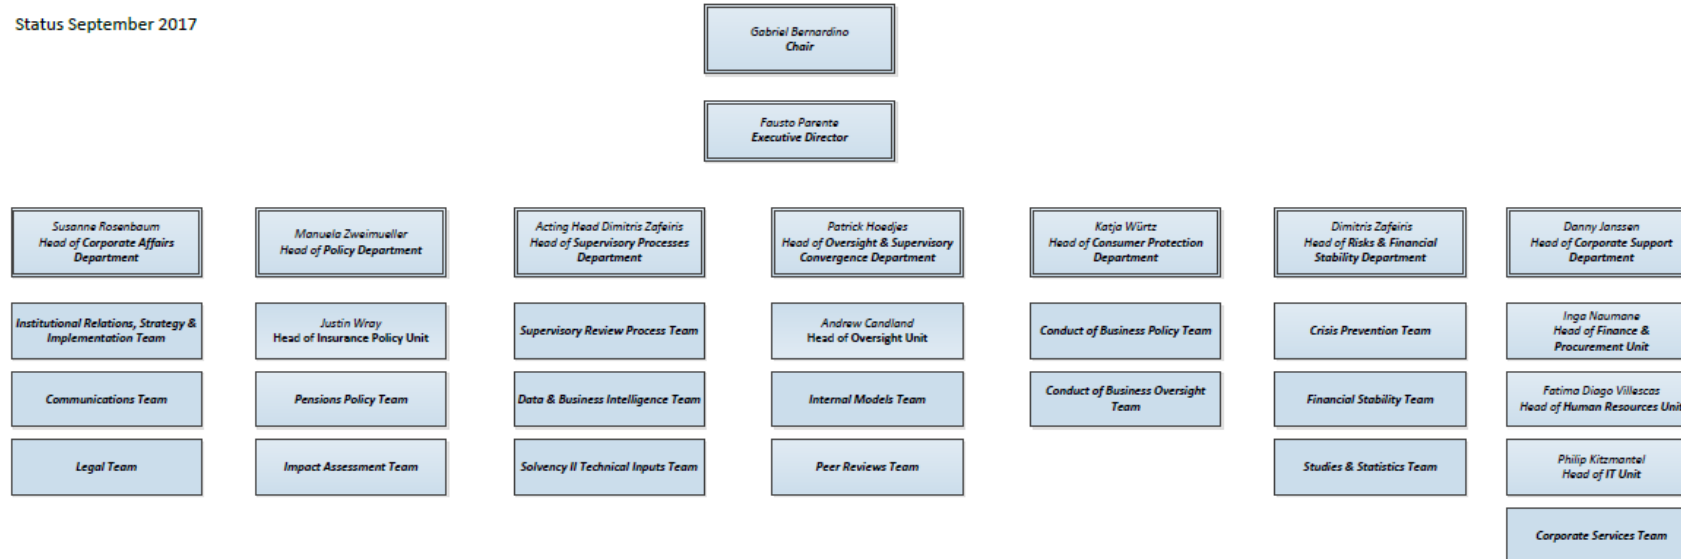 Status September 2017
Gabriel Bernardino
Chair
Fausto Parente
Executive Director
Susanne Rosenbaum
Head of Corporate Affairs
Department
Manuela Zweimueller
Head of Policy Department
Acting Head Dimitris Zafeiris
Head of Supervisory Processes
Department
Patrick Hoedjes
Head of Oversight & Supervisory
Convergence Department
Katja Würtz
Head of Consumer Protection
Department
Dimitris Zafeiris
Head of Risks & Financial
Stability Department
Danny Janssen
Head of Corporate Support
Department
Institutional Relations, Strategy &
Implementation Team
Justin Wray
Head of Insurance Policy Unit
Supervisory Review Process Team
Andrew Candland
Head of Oversight Unit
Conduct of Business Policy Team
Crisis Prevention Team
Inga Naumane
Head of Finance &
Procurement Unit
Communications Team
Pensions Policy Team
Data & Business Intelligence Team
Internal Models Team
Conduct of Business Oversight
Team
Financial Stability Team
Fatima Diago Villescas
Head of Human Resources Unit
Legal Team
Impact Assessment Team
Solvency II Technical Inputs Team
Peer Reviews Team
Studies & Statistics Team
Philip Kitzmantel
Head of IT Unit
Corporate Services Team